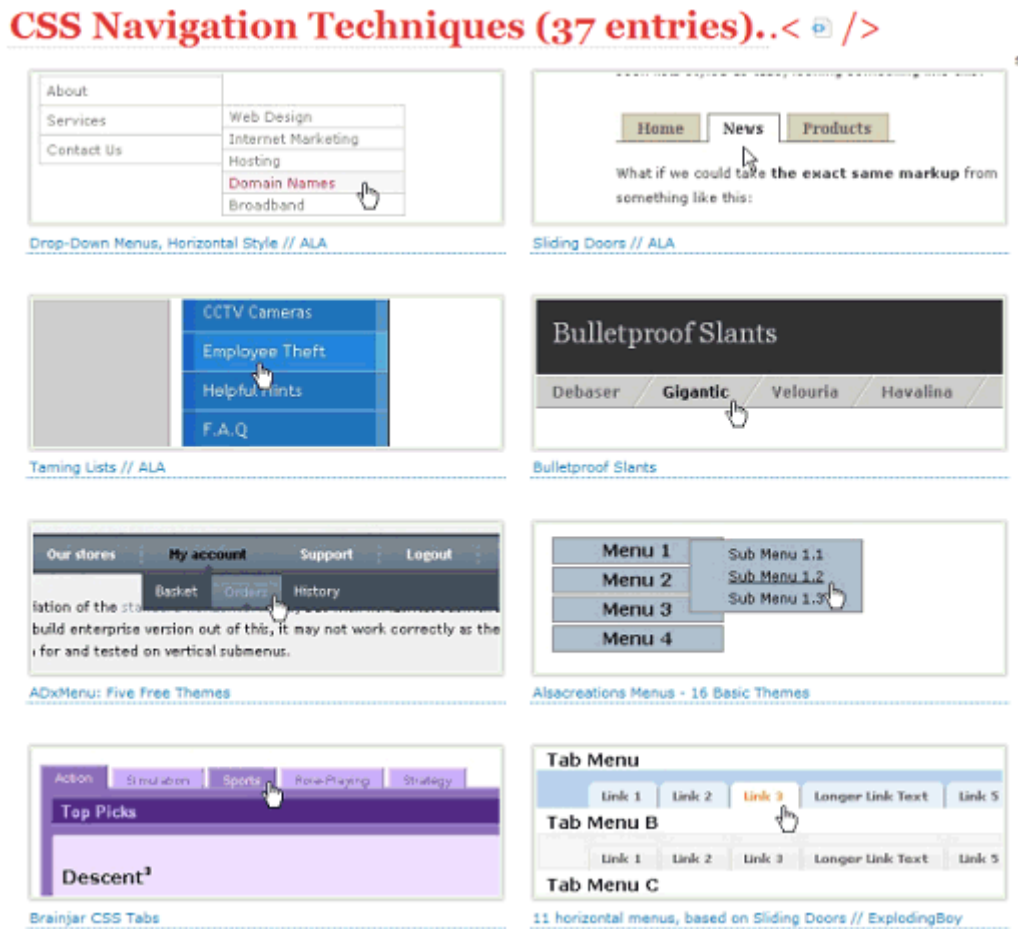 CSS Navigation Techniques (37 entries)..< />
About
Services
Contact Us
Web Design
Internet Marketing
Hosting
Domain Names
Broadband
Drop-Down Menus, Horizontal Style // ALA
Home News Products
What if we could take the exact same markup from
something like this:
Sliding Doors // ALA
CCTV Cameras
Employee Theft
Helpful Hints
F.A.Q
Taming Lists // ALA
Bulletproof Slants
Debaser Gigantic Velouria Havalina
Bulletproof Slants
Our stores My account Support Logout
Basket Orders History
iation of the
build enterprise version out of this, it may not work correctly as the
for and tested on vertical submenus.
ADxMenu: Five Free Themes
Menu 1
Menu 2
Menu 3
Menu 4
Sub Menu 1.1
Sub Menu 1.2
Sub Menu 1.3
Alsacreations Menus - 16 Basic Themes
Action Simulation Sports Role-Playing Strategy
Top Picks
Descent³
Brainjar CSS Tabs
Tab Menu
Link 1 Link 2 Link 3 Longer Link Text Link 5
Tab Menu B
Link 1 Link 2 Link 3 Longer Link Text Link 5
Tab Menu C
11 horizontal menus, based on Sliding Doors // ExplodingBoy